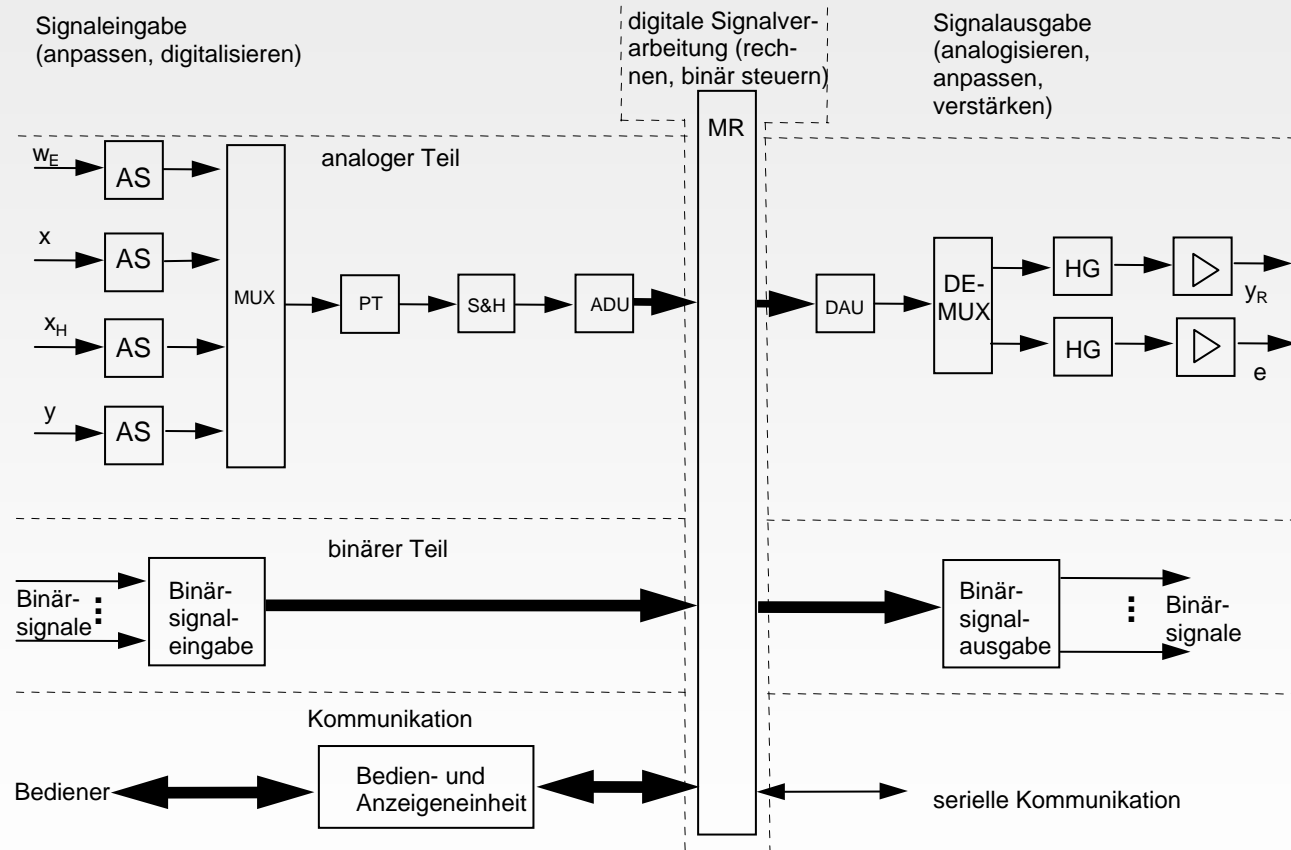 Signaleingabe
(anpassen, digitalisieren)
digitale Signalver-
arbeitung (rech-
nen, binär steuern)
Signalausgabe
(analogisieren,
anpassen,
verstärken)
analoger Teil
MR
w_E
AS
x
AS
x_H
AS
y
AS
MUX
PT
S&H
ADU
DAU
DE-
MUX
HG
y_R
HG
e
binärer Teil
Binär-
signale
Binär-
signal-
eingabe
Binär-
signal-
ausgabe
Binär-
signale
Kommunikation
Bediener
Bedien- und
Anzeigeneinheit
serielle Kommunikation